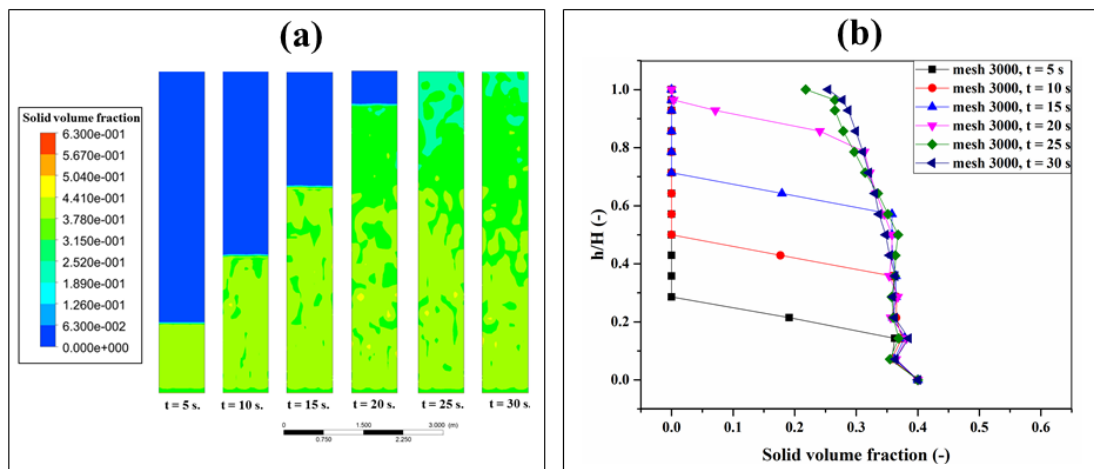 (a)
Solid volume fraction
6.300e-001
5.670e-001
5.040e-001
4.410e-001
3.780e-001
3.150e-001
2.520e-001
1.890e-001
1.260e-001
6.300e-002
0.000e+000
t = 5 s.
t = 10 s.
t = 15 s.
t = 20 s.
t = 25 s.
t = 30 s.
0
1.500
3.000 (m)
0.750
2.250
(b)
mesh 3000, t = 5 s
mesh 3000, t = 10 s
mesh 3000, t = 15 s
mesh 3000, t = 20 s
mesh 3000, t = 25 s
mesh 3000, t = 30 s
h/H (-)
1.0
0.8
0.6
0.4
0.2
0.0
0.0
0.1
0.2
0.3
0.4
0.5
0.6
Solid volume fraction (-)